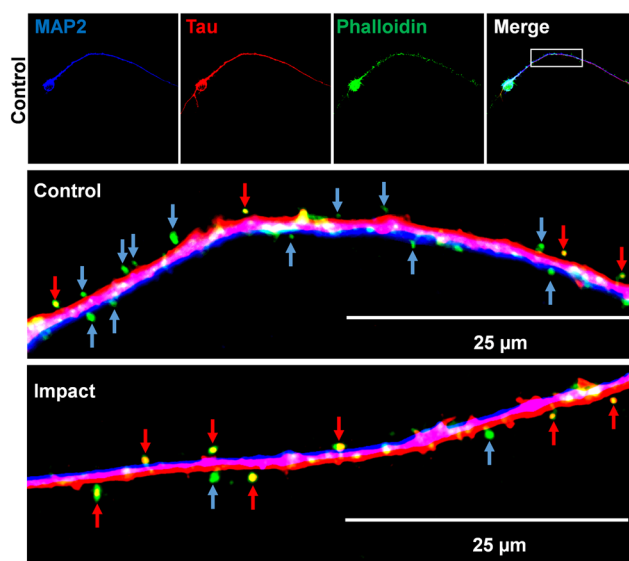 MAP2 Tau Phalloidin Merge
Control
Control
25 µm
Impact
25 µm